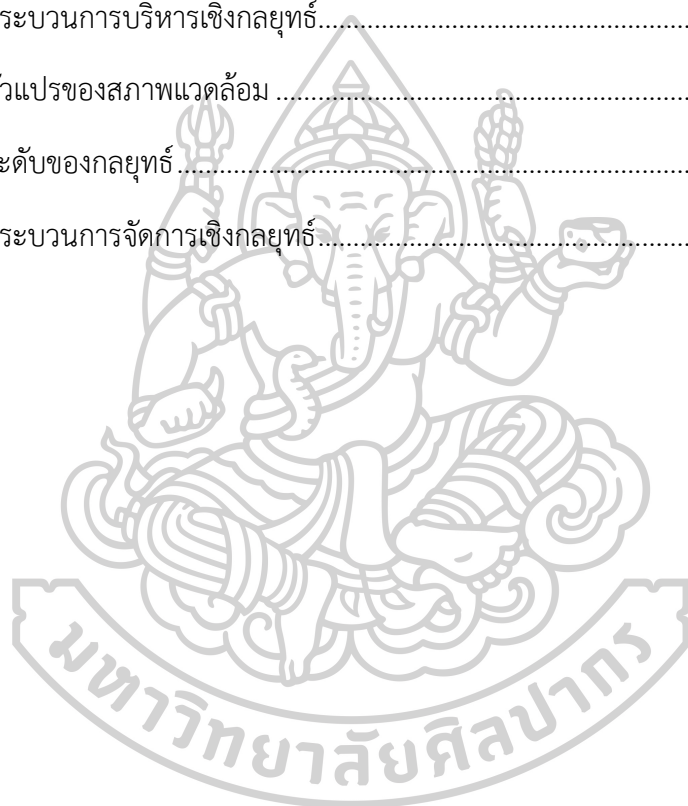 ระบวนการบริหารเชิงกลยุทธ์................................................................
ัวแปรของสภาพแวดล้อม................................................................
ะดับของกลยุทธ์................................................................
ระบวนการจัดการเชิงกลยุทธ์................................................................
มหาวิทยาลัยศิลปากร